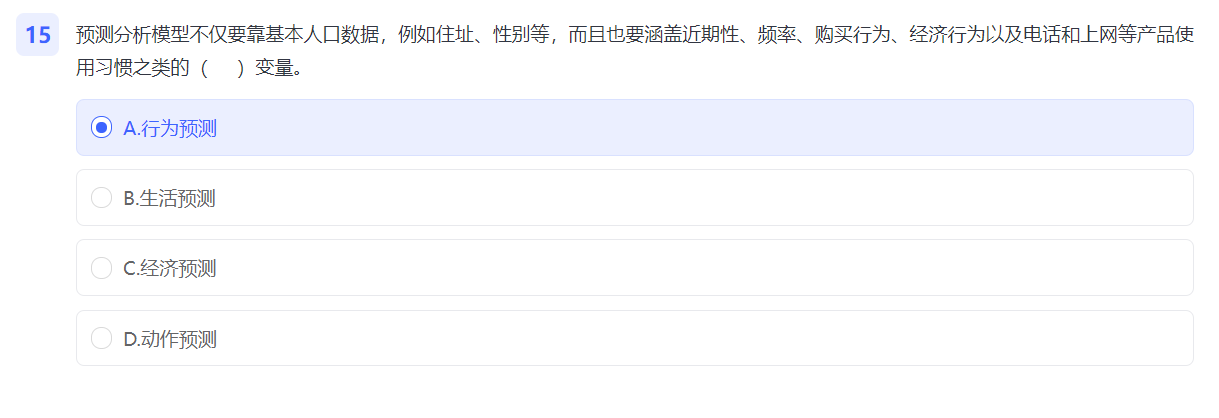 15
预测分析模型不仅要靠基本人口数据，例如住址、性别等，而且也要涵盖近期性、频率、购买行为、经济行为以及电话和上网等产品使
用习惯之类的（ ）变量。
A.行为预测
B.生活预测
C.经济预测
D.动作预测